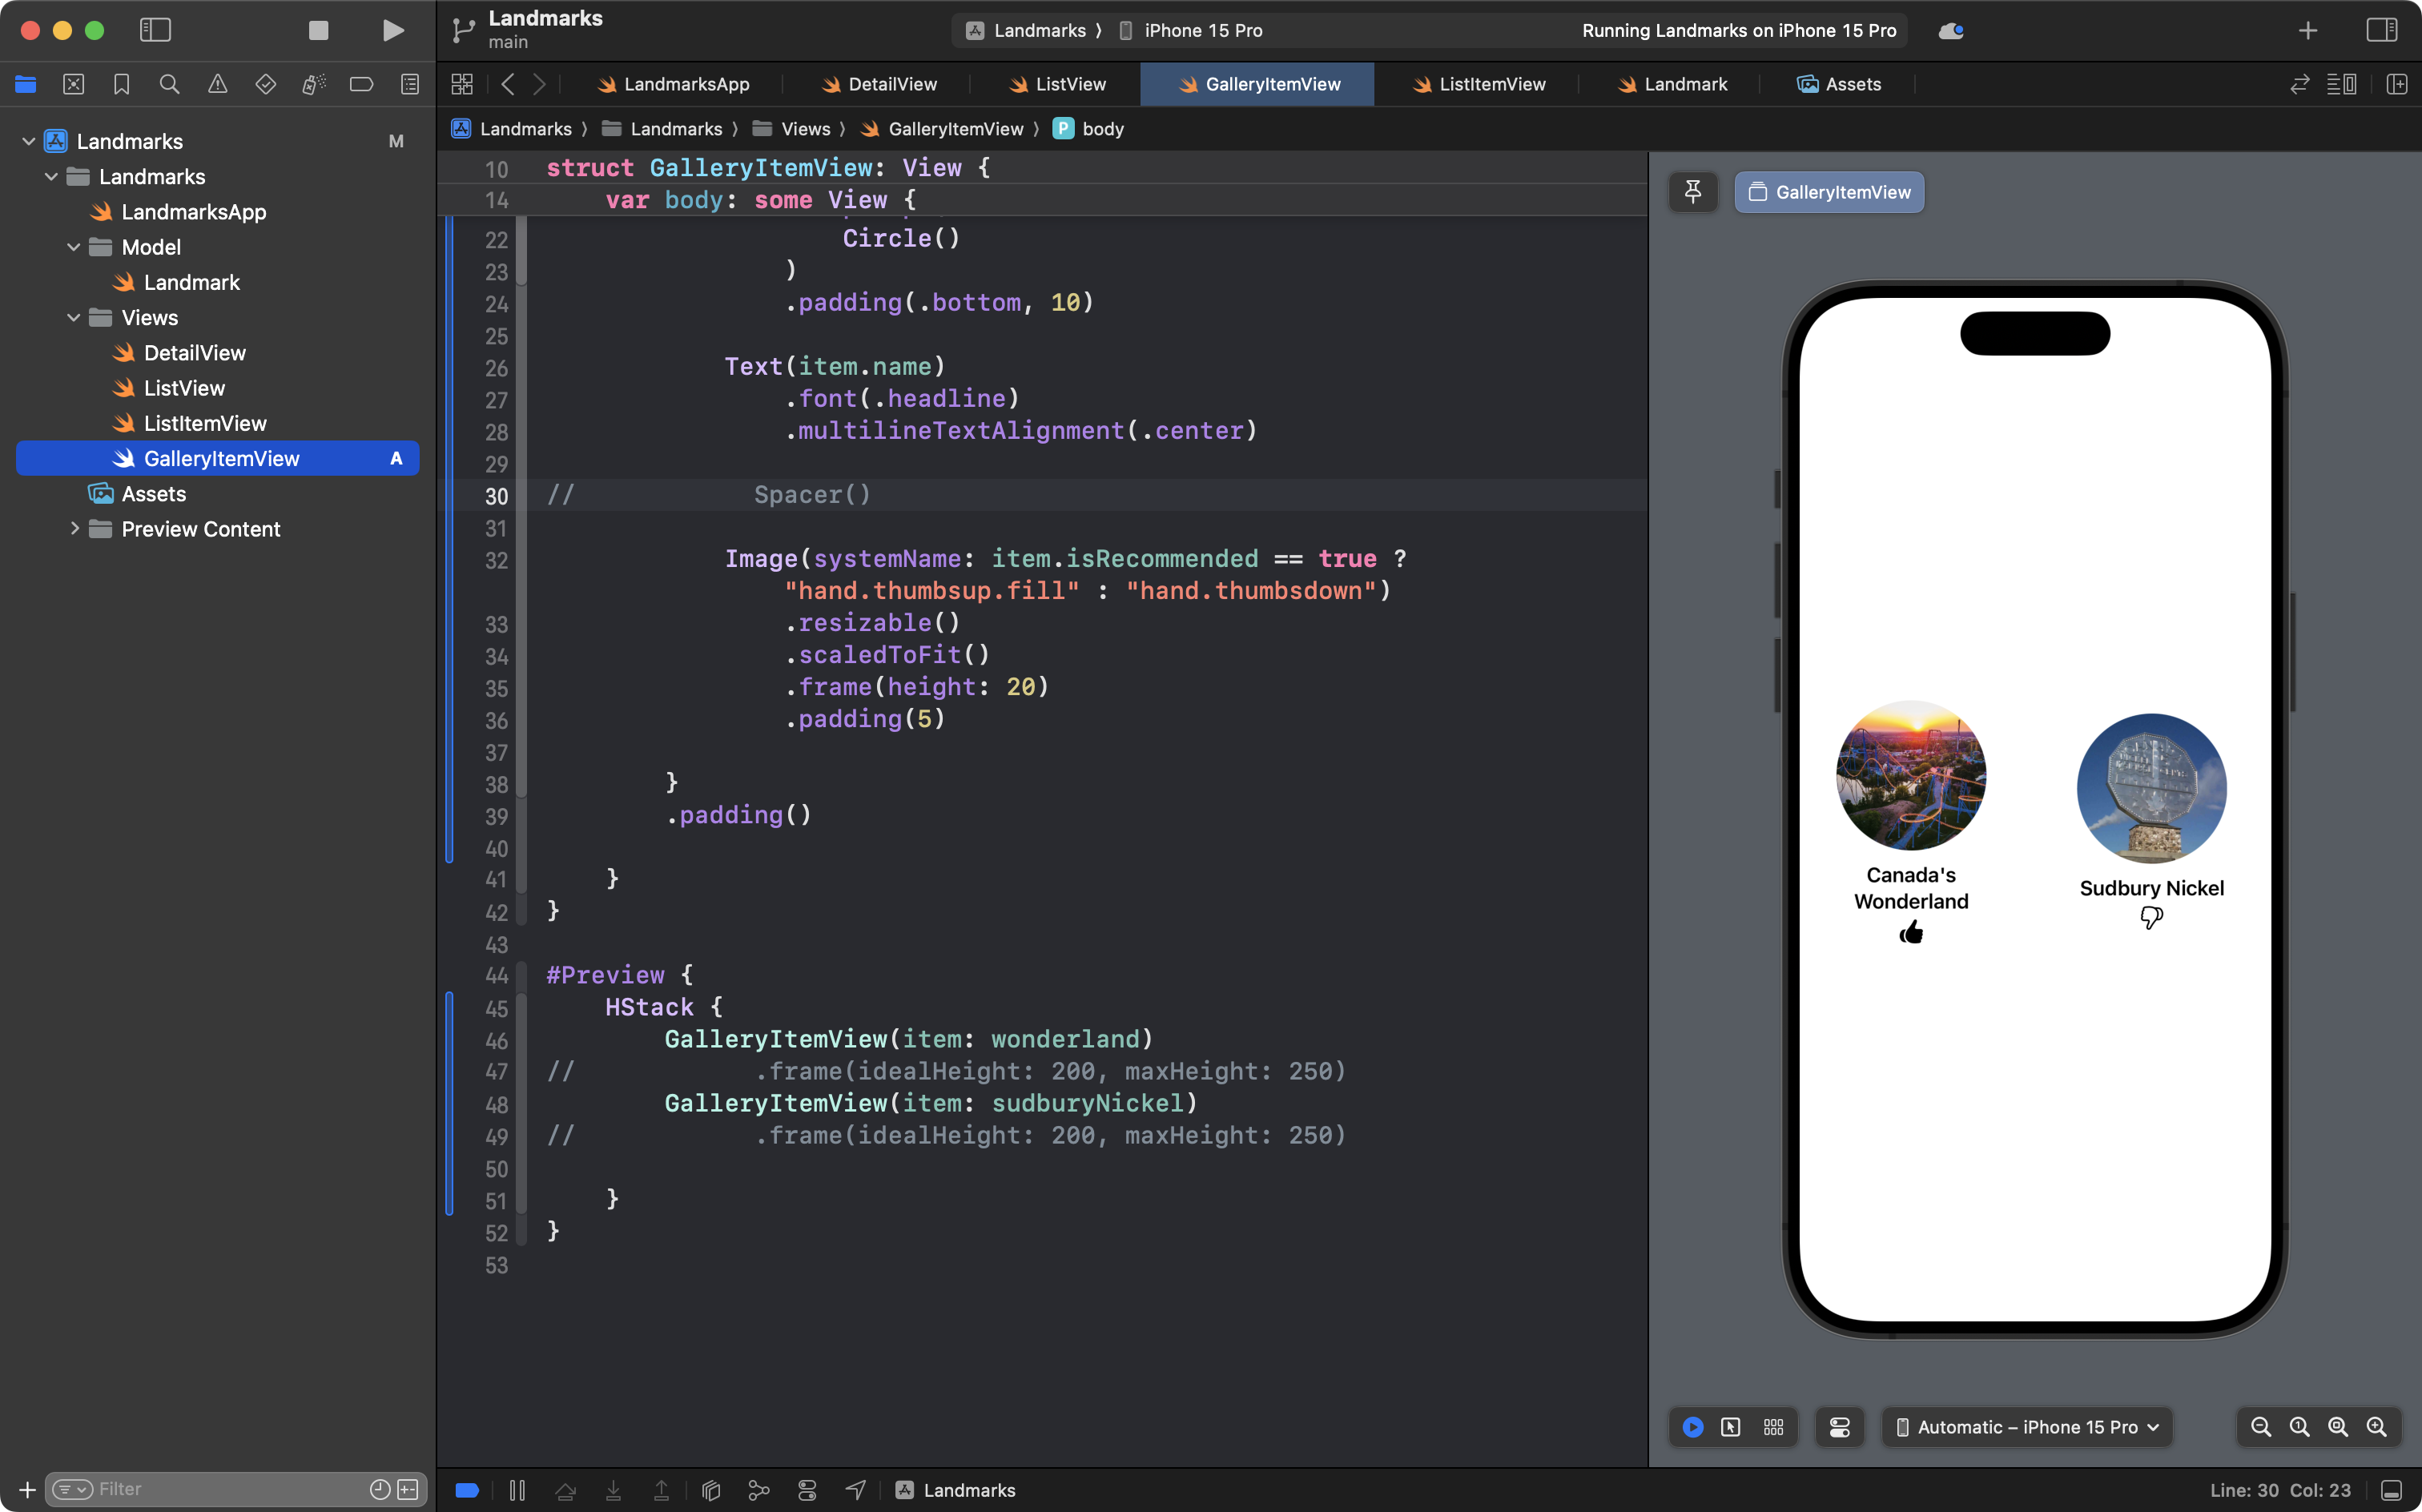 Landmarks
main
Landmarks 〉 iPhone 15 Pro
Running Landmarks on iPhone 15 Pro
LandmarksApp
DetailView
ListView
GalleryItemView
ListItemView
Landmark
Assets
Landmarks 〉 Landmarks 〉 Views 〉 GalleryItemView 〉 P body
Landmarks M
Landmarks
LandmarksApp
Model
Landmark
Views
DetailView
ListView
ListItemView
GalleryItemView A
Assets
Preview Content
Filter
10 struct GalleryItemView: View {
14 var body: some View {
22 Circle()
23 )
24 .padding(.bottom, 10)
25
26 Text(item.name)
27 .font(.headline)
28 .multilineTextAlignment(.center)
29
30 // Spacer()
31
32 Image(systemName: item.isRecommended == true ?
"hand.thumbsup.fill" : "hand.thumbsdown")
33 .resizable()
34 .scaledToFit()
35 .frame(height: 20)
36 .padding(5)
37
38 }
39 .padding()
40
41 }
42 }
43
44 #Preview {
45 HStack {
46 GalleryItemView(item: wonderland)
47 // .frame(idealHeight: 200, maxHeight: 250)
48 GalleryItemView(item: sudburyNickel)
49 // .frame(idealHeight: 200, maxHeight: 250)
50
51 }
52 }
53
GalleryItemView
Canada's
Wonderland
Sudbury Nickel
Automatic – iPhone 15 Pro
Landmarks
Line: 30 Col: 23